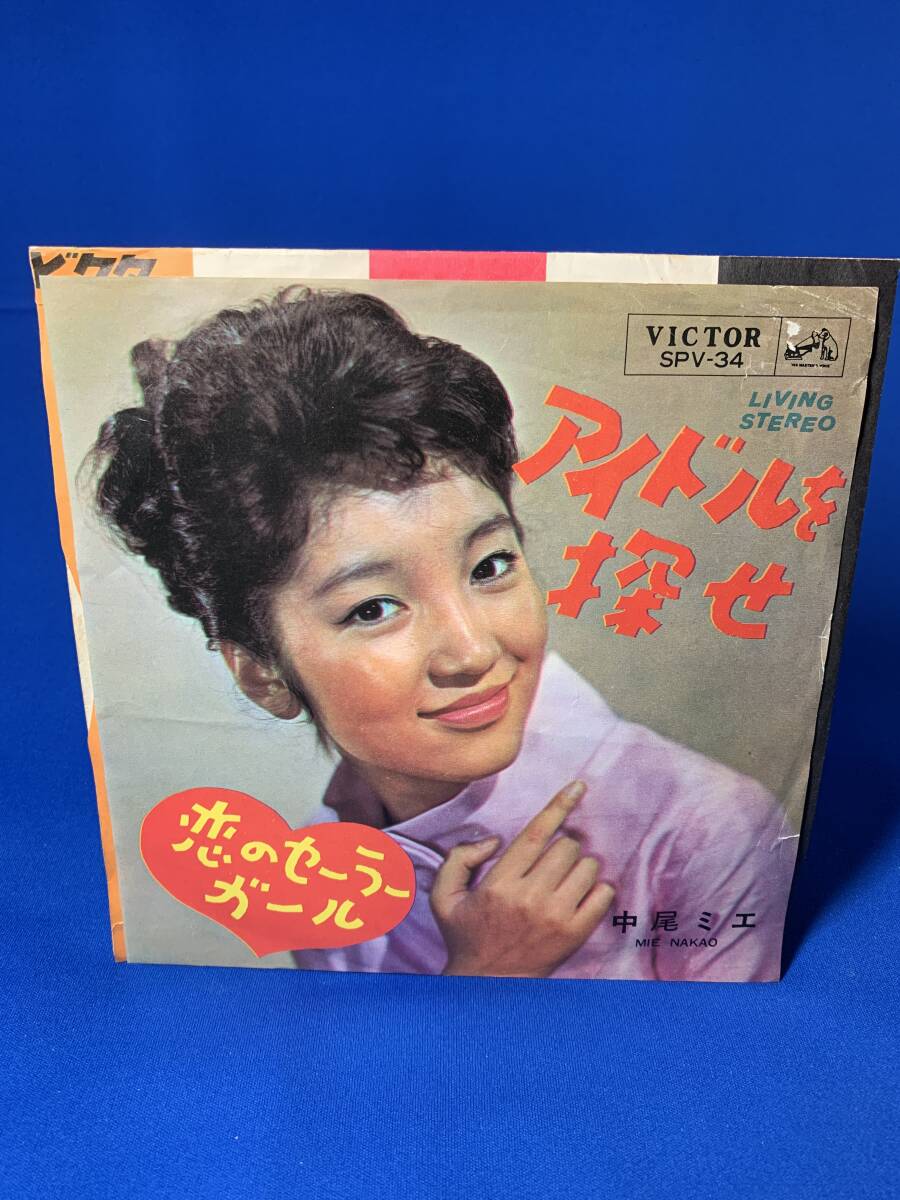 ビクタ
VICTOR
SPV-34
LIVING
STEREO
アイドルを
探せ
恋のセーラー
ガール
中尾ミエ
MIE NAKAO